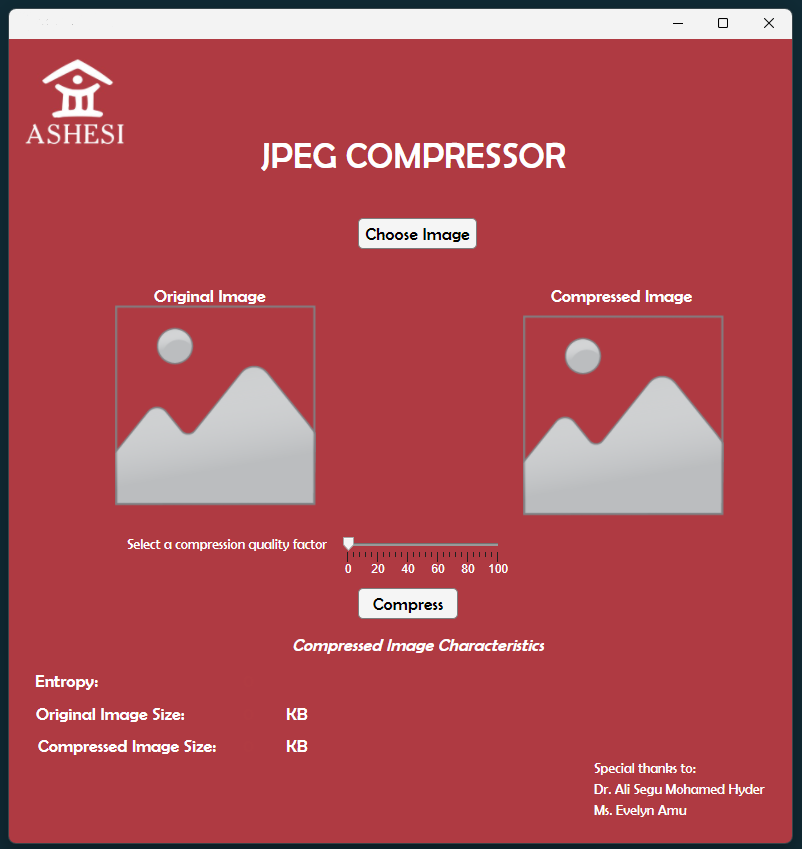 ASHESI
JPEG COMPRESSOR
Choose Image
Original Image
Compressed Image
Select a compression quality factor
0 20 40 60 80 100
Compress
Compressed Image Characteristics
Entropy:
Original Image Size: KB
Compressed Image Size: KB
Special thanks to:
Dr. Ali Segu Mohamed Hyder
Ms. Evelyn Amu